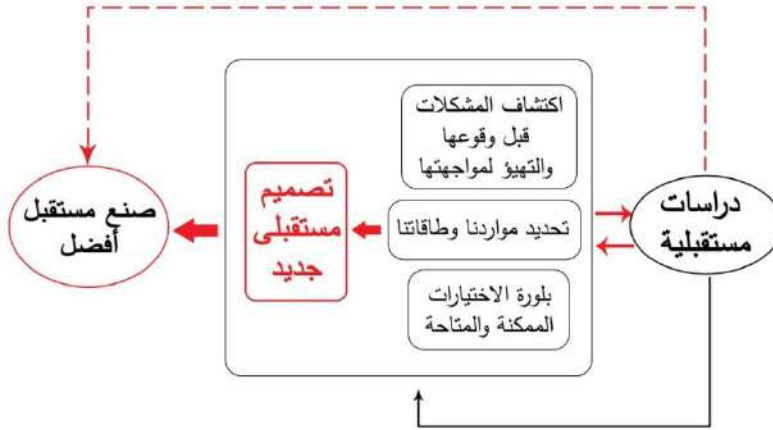 دراسات
مستقبلية
اكتشاف المشكلات
قبل وقوعها
والتهيؤ لمواجهتها
تحديد مواردنا وطاقاتنا
بلورة الاختيارات
الممكنة والمتاحة
تصميم
مستقبلى
جديد
صنع مستقبل
أفضل